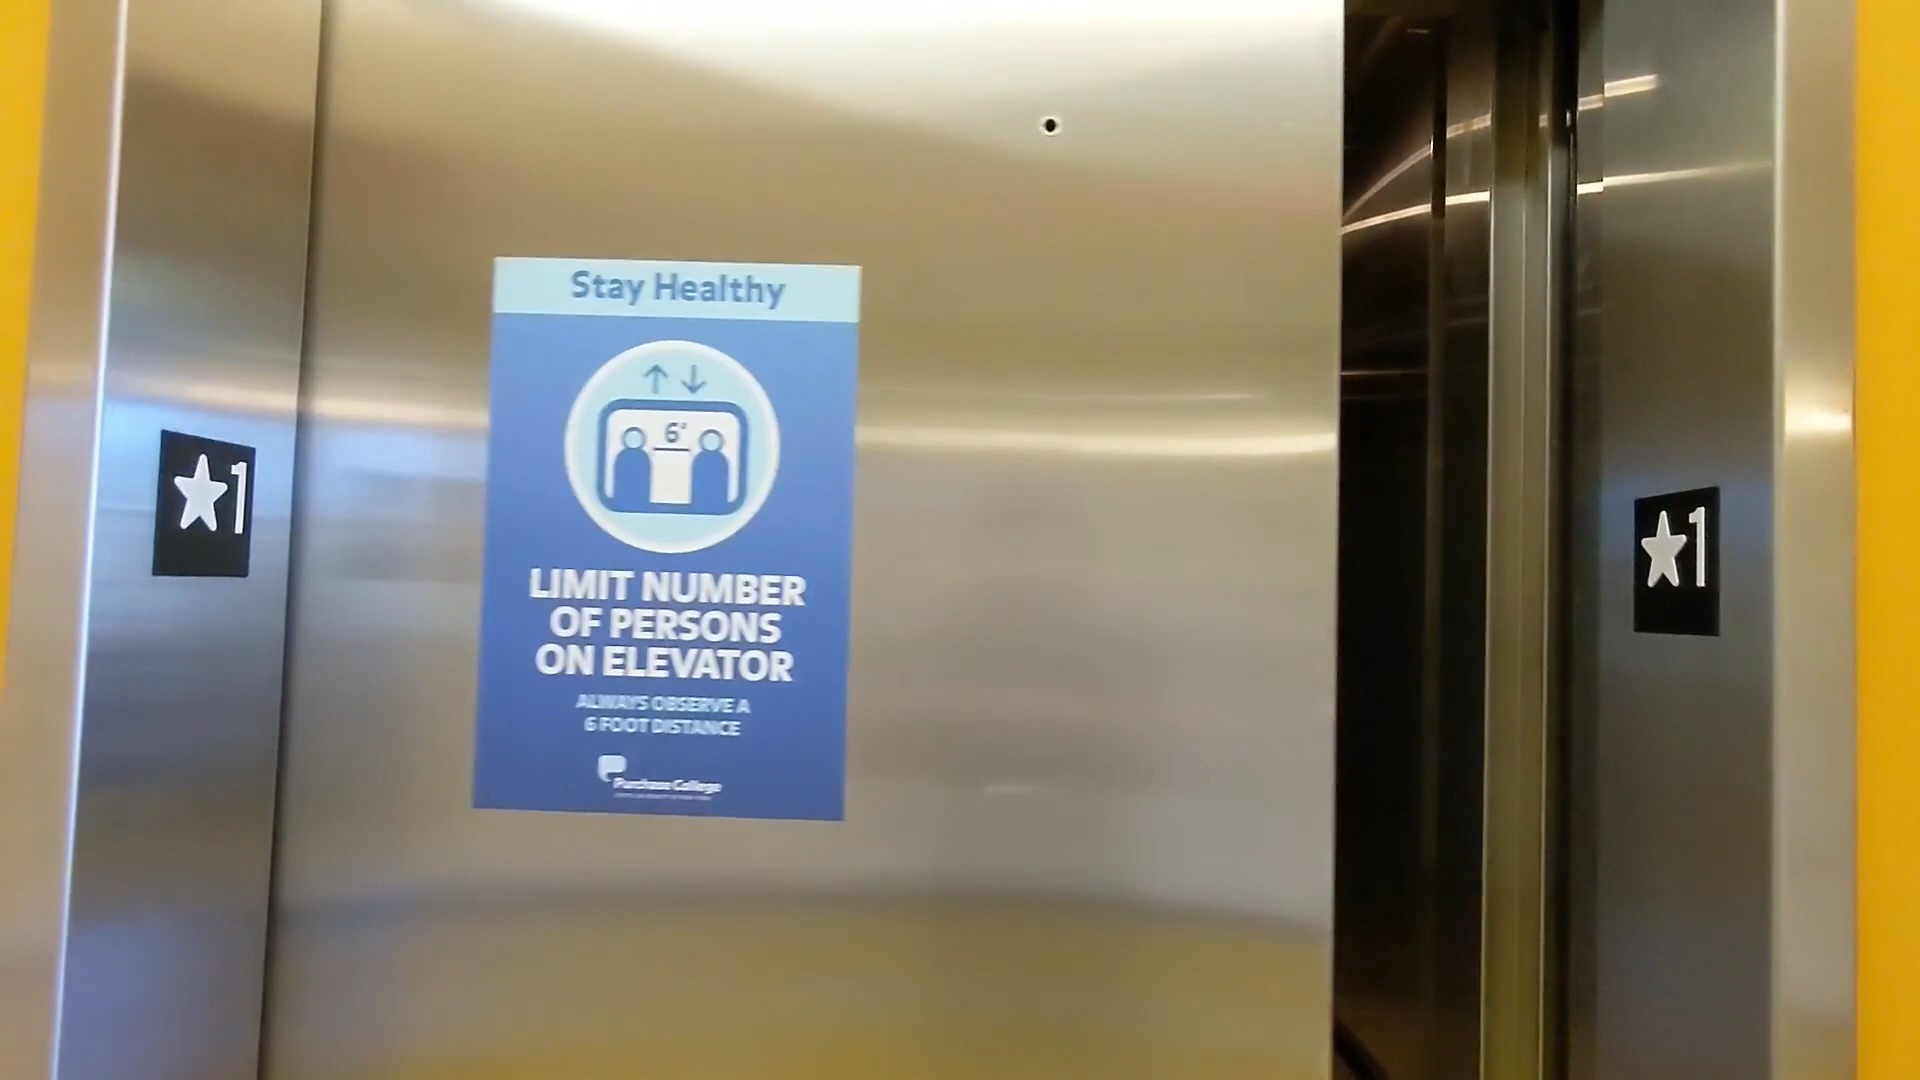 Stay Healthy
6'
★1
LIMIT NUMBER
OF PERSONS
ON ELEVATOR
ALWAYS OBSERVE A
6 FOOT DISTANCE
Purchase College
★1